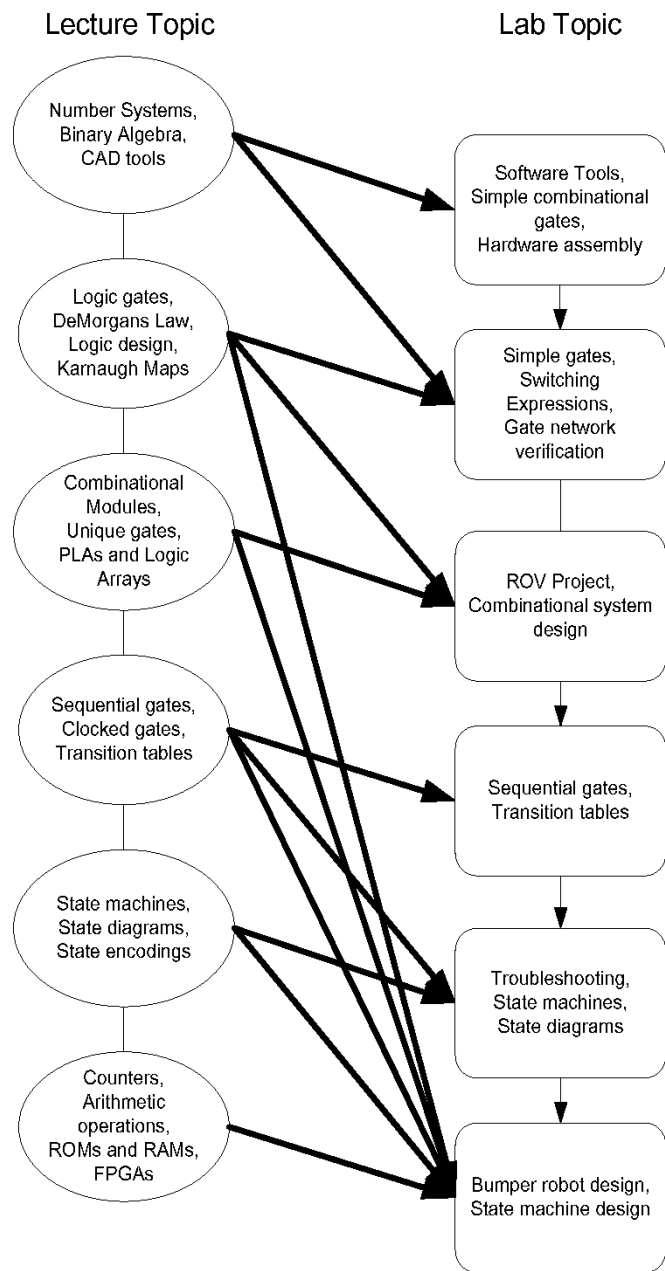 Lecture Topic
Lab Topic
Number Systems,
Binary Algebra,
CAD tools
Software Tools,
Simple combinational
gates,
Hardware assembly
Logic gates,
DeMorgans Law,
Logic design,
Karnaugh Maps
Simple gates,
Switching
Expressions,
Gate network
verification
Combinational
Modules,
Unique gates,
PLAs and Logic
Arrays
ROV Project,
Combinational system
design
Sequential gates,
Clocked gates,
Transition tables
Sequential gates,
Transition tables
State machines,
State diagrams,
State encodings
Troubleshooting,
State machines,
State diagrams
Counters,
Arithmetic
operations,
ROMs and RAMs,
FPGAs
Bumper robot design,
State machine design